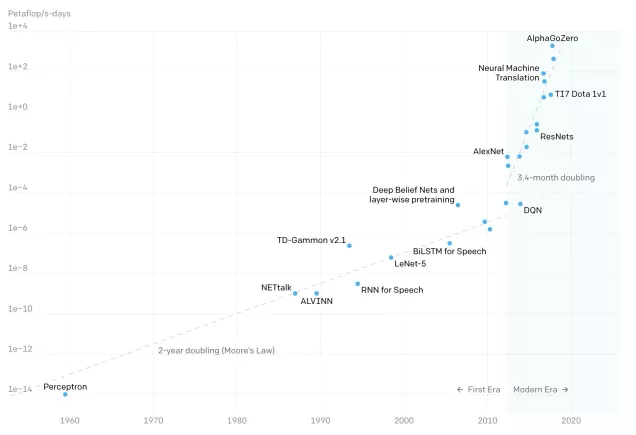 Petaflop/s-days
1e+4
AlphaGoZero
1e+2
Neural Machine
Translation
TI7 Dota 1v1
1e+0
ResNets
1e-2
AlexNet
3.4-month doubling
1e-4
Deep Belief Nets and
layer-wise pretraining
DQN
1e-6
TD-Gammon v2.1
BiLSTM for Speech
LeNet-5
1e-8
NETtalk
RNN for Speech
ALVINN
1e-10
2-year doubling (Moore's Law)
1e-12
1e-14
Perceptron
← First Era
Modern Era →
1960
1970
1980
1990
2000
2010
2020